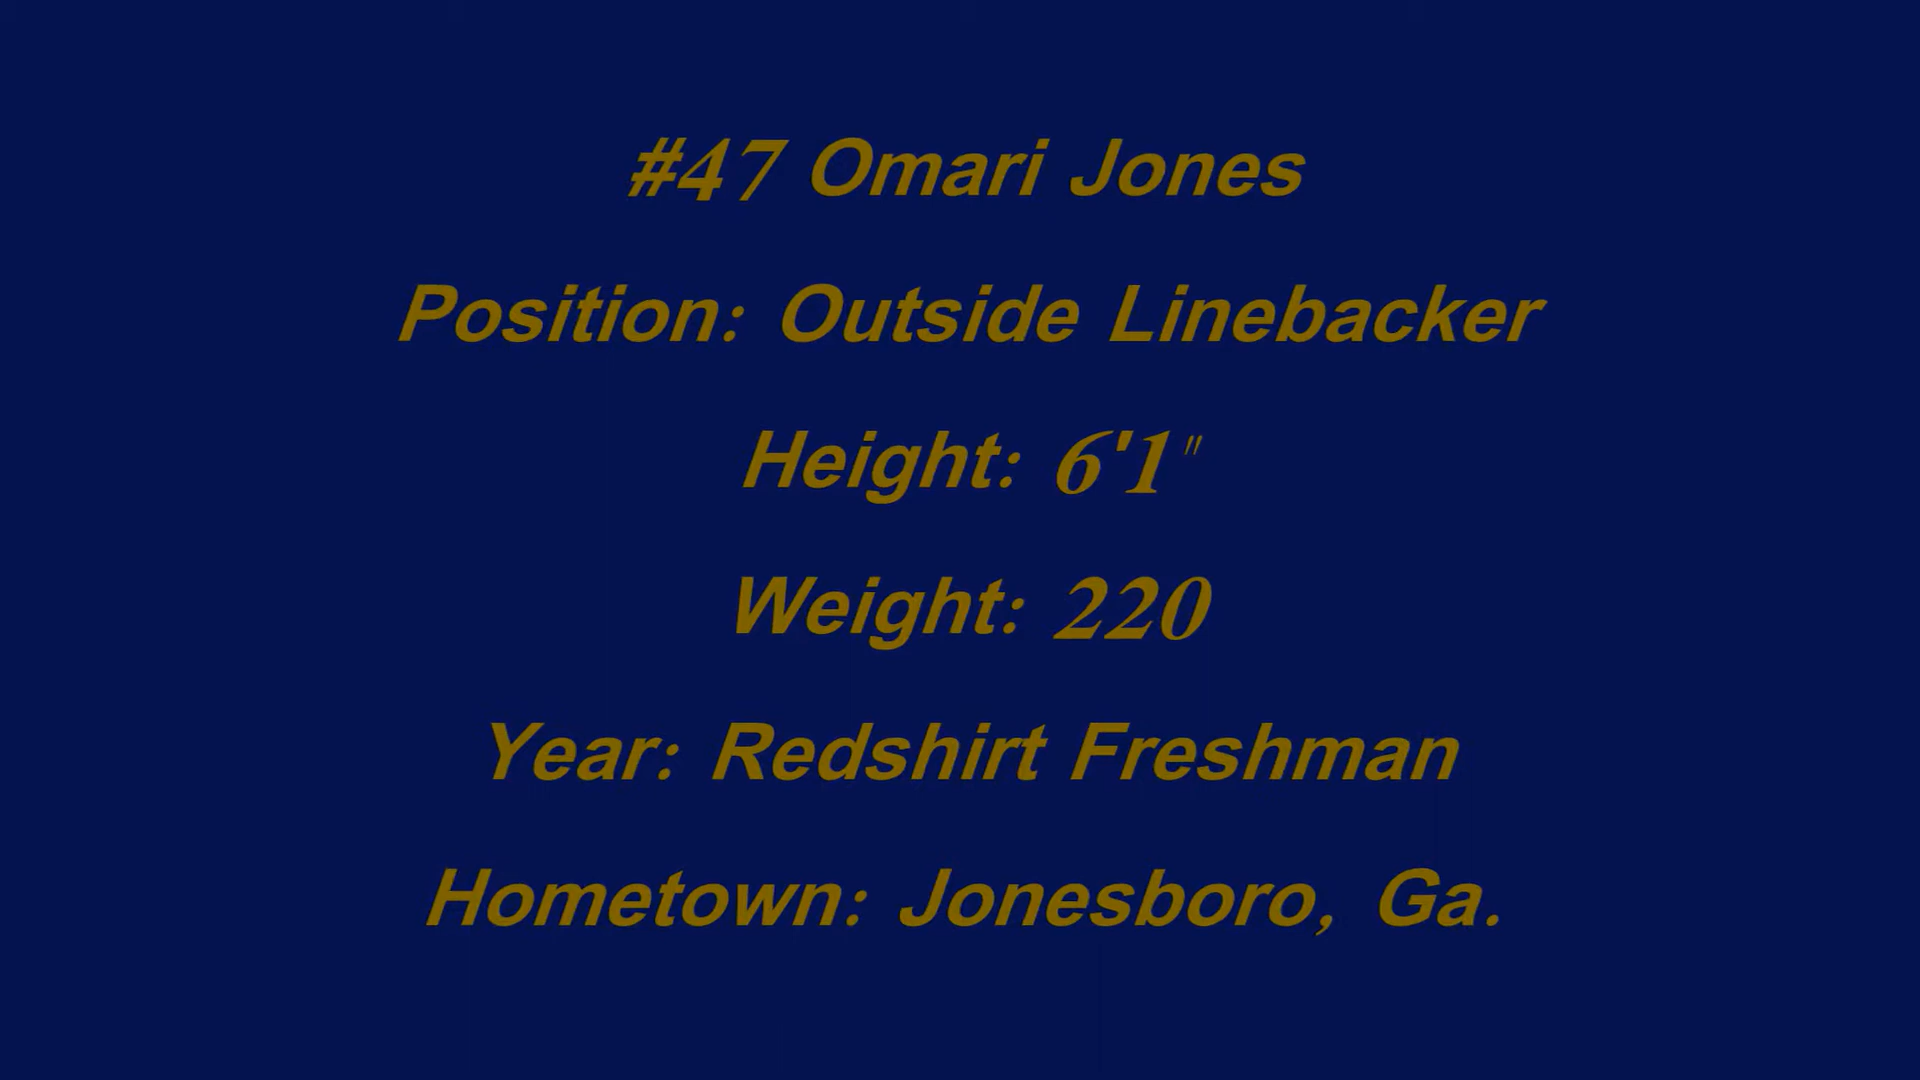 #47 Omari Jones
Position: Outside Linebacker
Height: 6'1"
Weight: 220
Year: Redshirt Freshman
Hometown: Jonesboro, Ga.